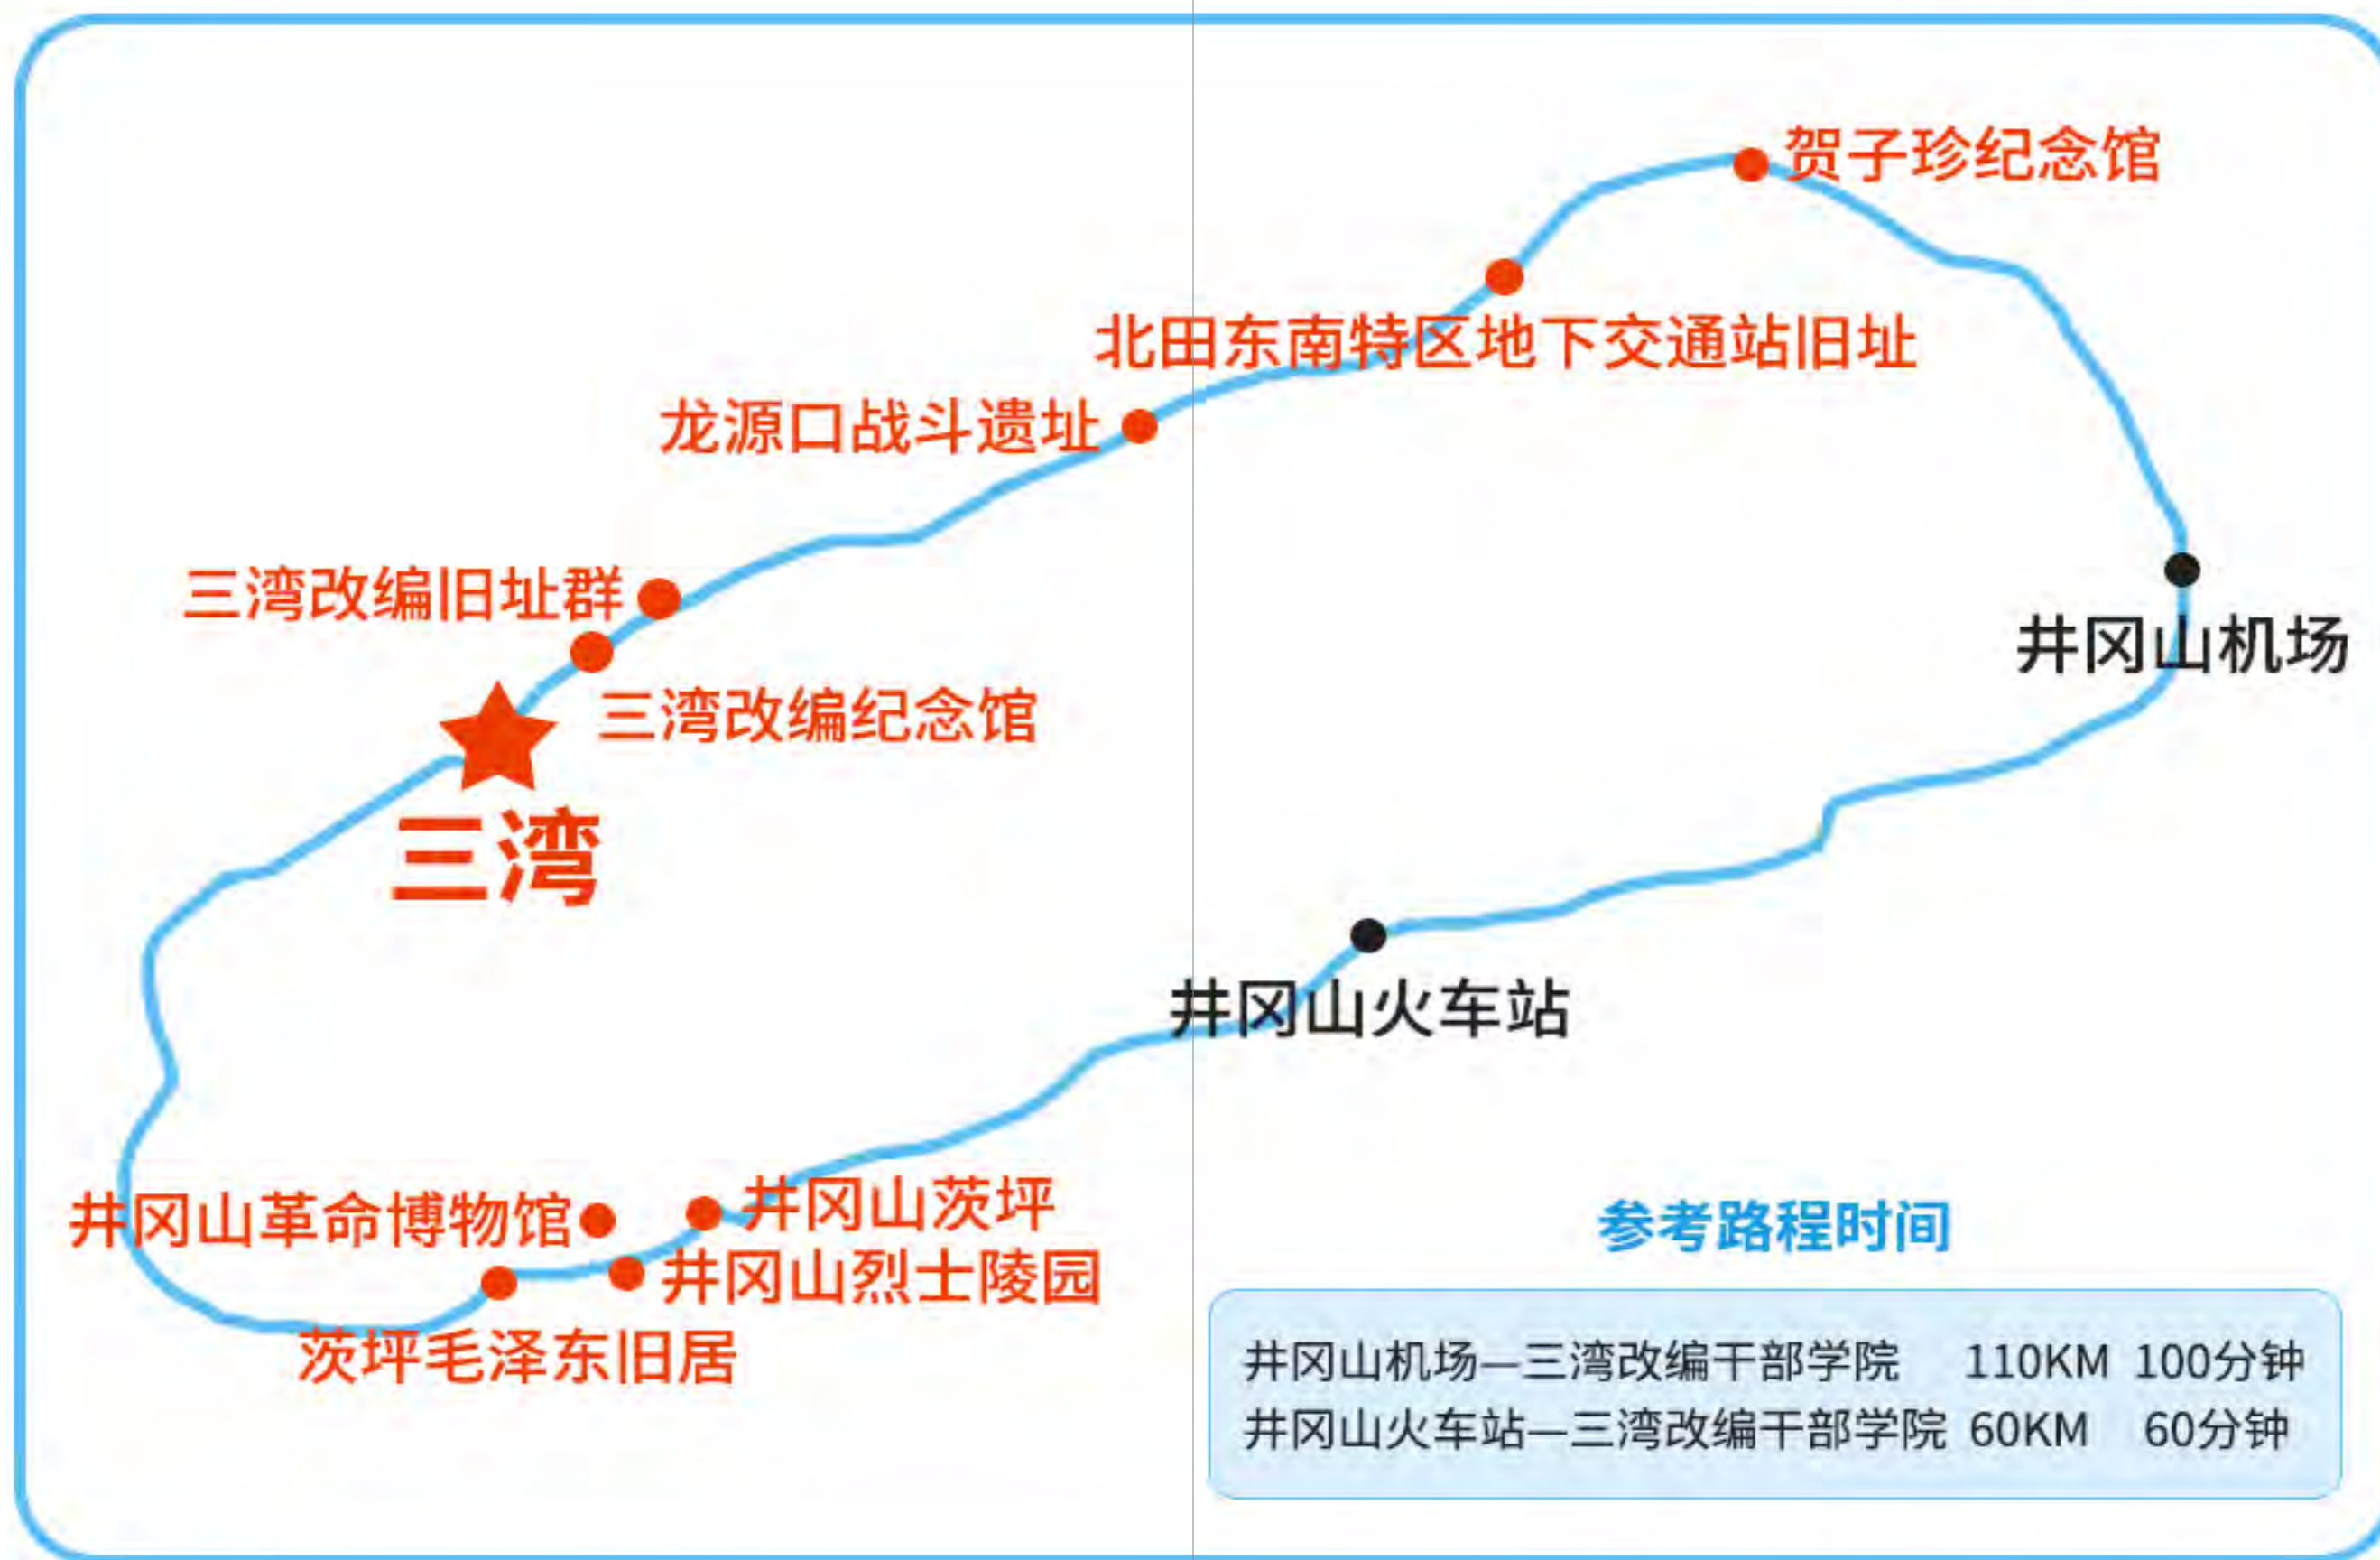 贺子珍纪念馆
北田东南特区地下交通站旧址
龙源口战斗遗址
三湾改编旧址群
井冈山机场
三湾改编纪念馆
三湾
井冈山火车站
井冈山茨坪
井冈山革命博物馆
井冈山烈士陵园
茨坪毛泽东旧居
参考路程时间
井冈山机场—三湾改编干部学院 110KM 100分钟
井冈山火车站—三湾改编干部学院 60KM 60分钟